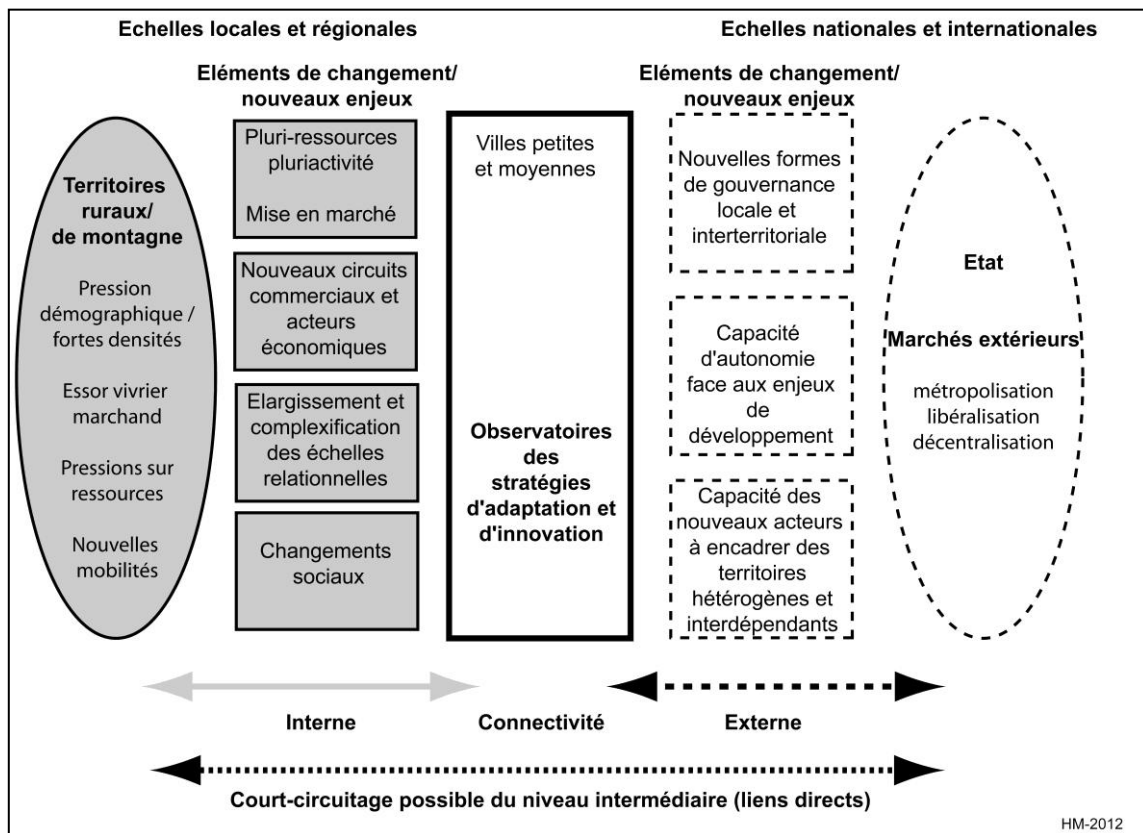 Echelles locales et régionales
Echelles nationales et internationales
Eléments de changement/
nouveaux enjeux
Eléments de changement/
nouveaux enjeux
Territoires
ruraux/
de montagne
Pression
démographique /
fortes densités
Essor vivrier
marchand
Pressions sur
ressources
Nouvelles
mobilités
Pluri-ressources
pluriactivité
Mise en marché
Nouveaux circuits
commerciaux et
acteurs
économiques
Elargissement et
complexification
des échelles
relationnelles
Changements
sociaux
Villes petites
et moyennes
Observatoires
des
stratégies
d'adaptation et
d'innovation
Nouvelles formes
de gouvernance
locale et
interterritoriale
Capacité
d'autonomie
face aux enjeux
de
développement
Capacité des
nouveaux acteurs
à encadrer des
territoires
hétérogènes et
interdépendants
Etat
Marchés extérieurs
métropolisation
libéralisation
décentralisation
Interne
Connectivité
Externe
Court-circuitage possible du niveau intermédiaire (liens directs)
HM-2012